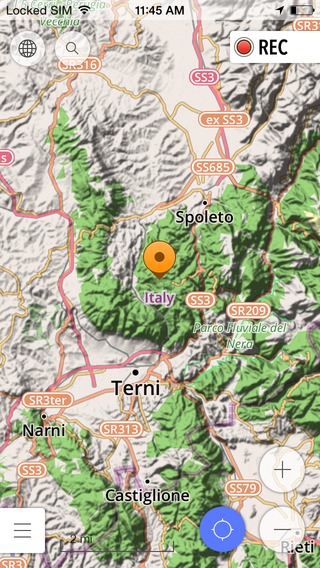 Locked SIM 11:45 AM
vecchia
SR316
REC
SS3
ex SS3
SS685
Spoleto
Italy
SS3
SR209
Parco Fluviale del
Nera
Terni
SR3ter
Narni
SR313
SS3
Castiglione
SS79
2 mi
Rieti
SR3